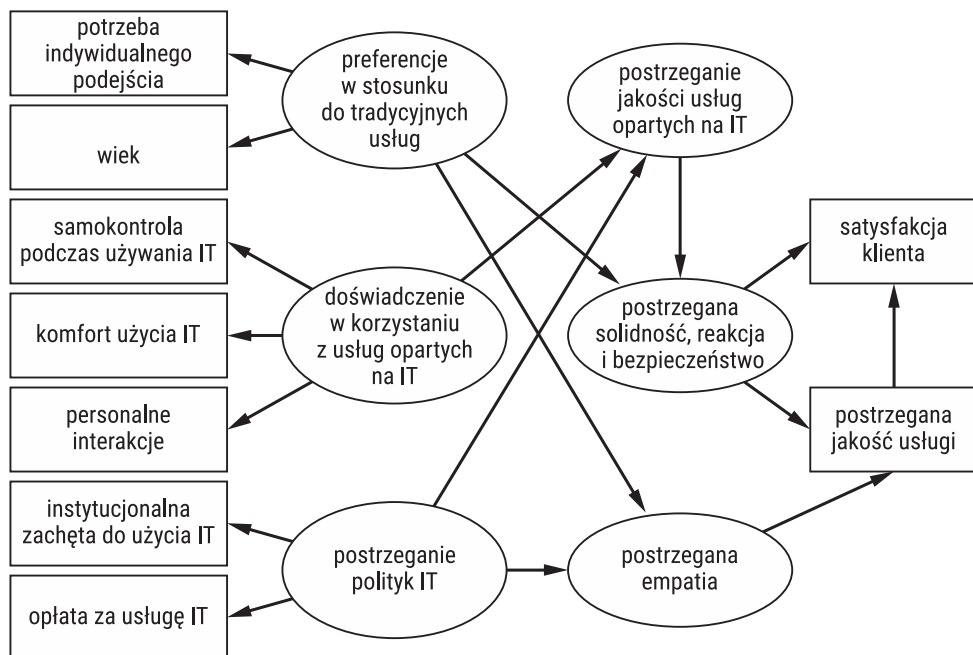 potrzeba
indywidualnego
podejścia
wiek
samokontrola
podczas używania IT
komfort użycia IT
personalne
interakcje
instytucjonalna
zachęta do użycia IT
opłata za usługę IT
preferencje
w stosunku
do tradycyjnych
usług
doświadczenie
w korzystaniu
z usług opartych
na IT
postrzeganie
polityk IT
postrzeganie
jakości usług
opartych na IT
postrzegana
solidność, reakcja
i bezpieczeństwo
postrzegana
empatia
satysfakcja
klienta
postrzegana
jakość usługi